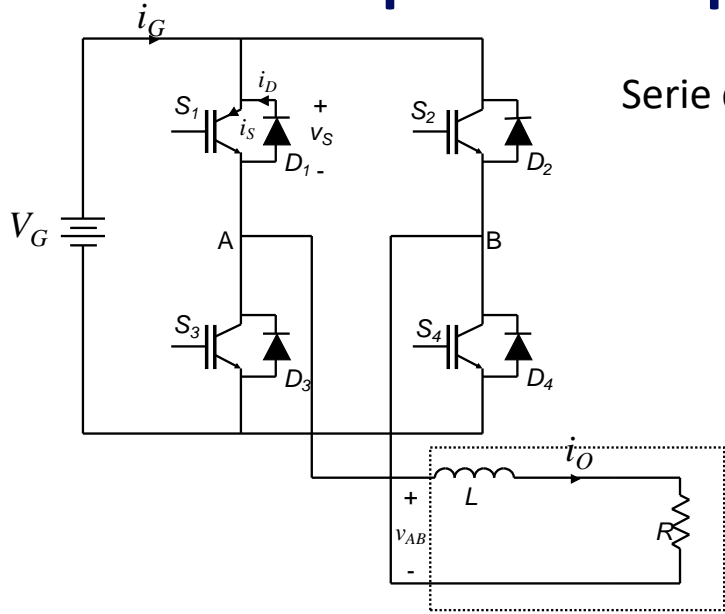 i_G
Serie
S_1
i_D
+
i_S
v_S
D_1
-
S_2
D_2
V_G
A
B
S_3
D_3
S_4
D_4
i_O
+
L
v_AB
R
-